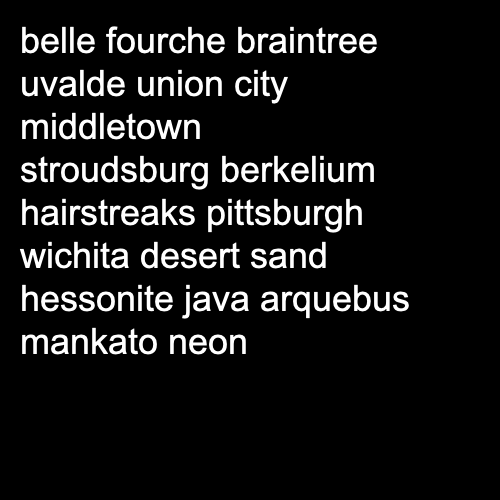 belle fourche braintree
uvalde union city
middletown
stroudsburg berkelium
hairstreaks pittsburgh
wichita desert sand
hessonite java arquebus
mankato neon